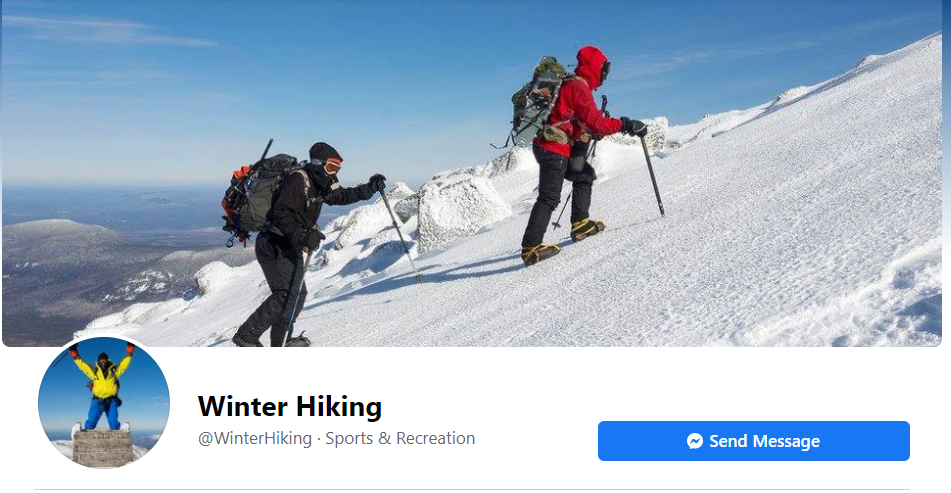 Winter Hiking
@WinterHiking · Sports & Recreation
Send Message